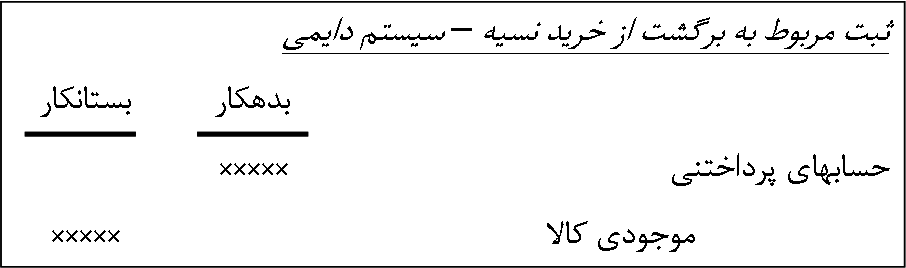 ثبت مربوط به برگشت از خرید نسیه – سیستم دایمی
بدهکار بستانکار
حسابهای پرداختنی ×××××
موجودی کالا ×××××